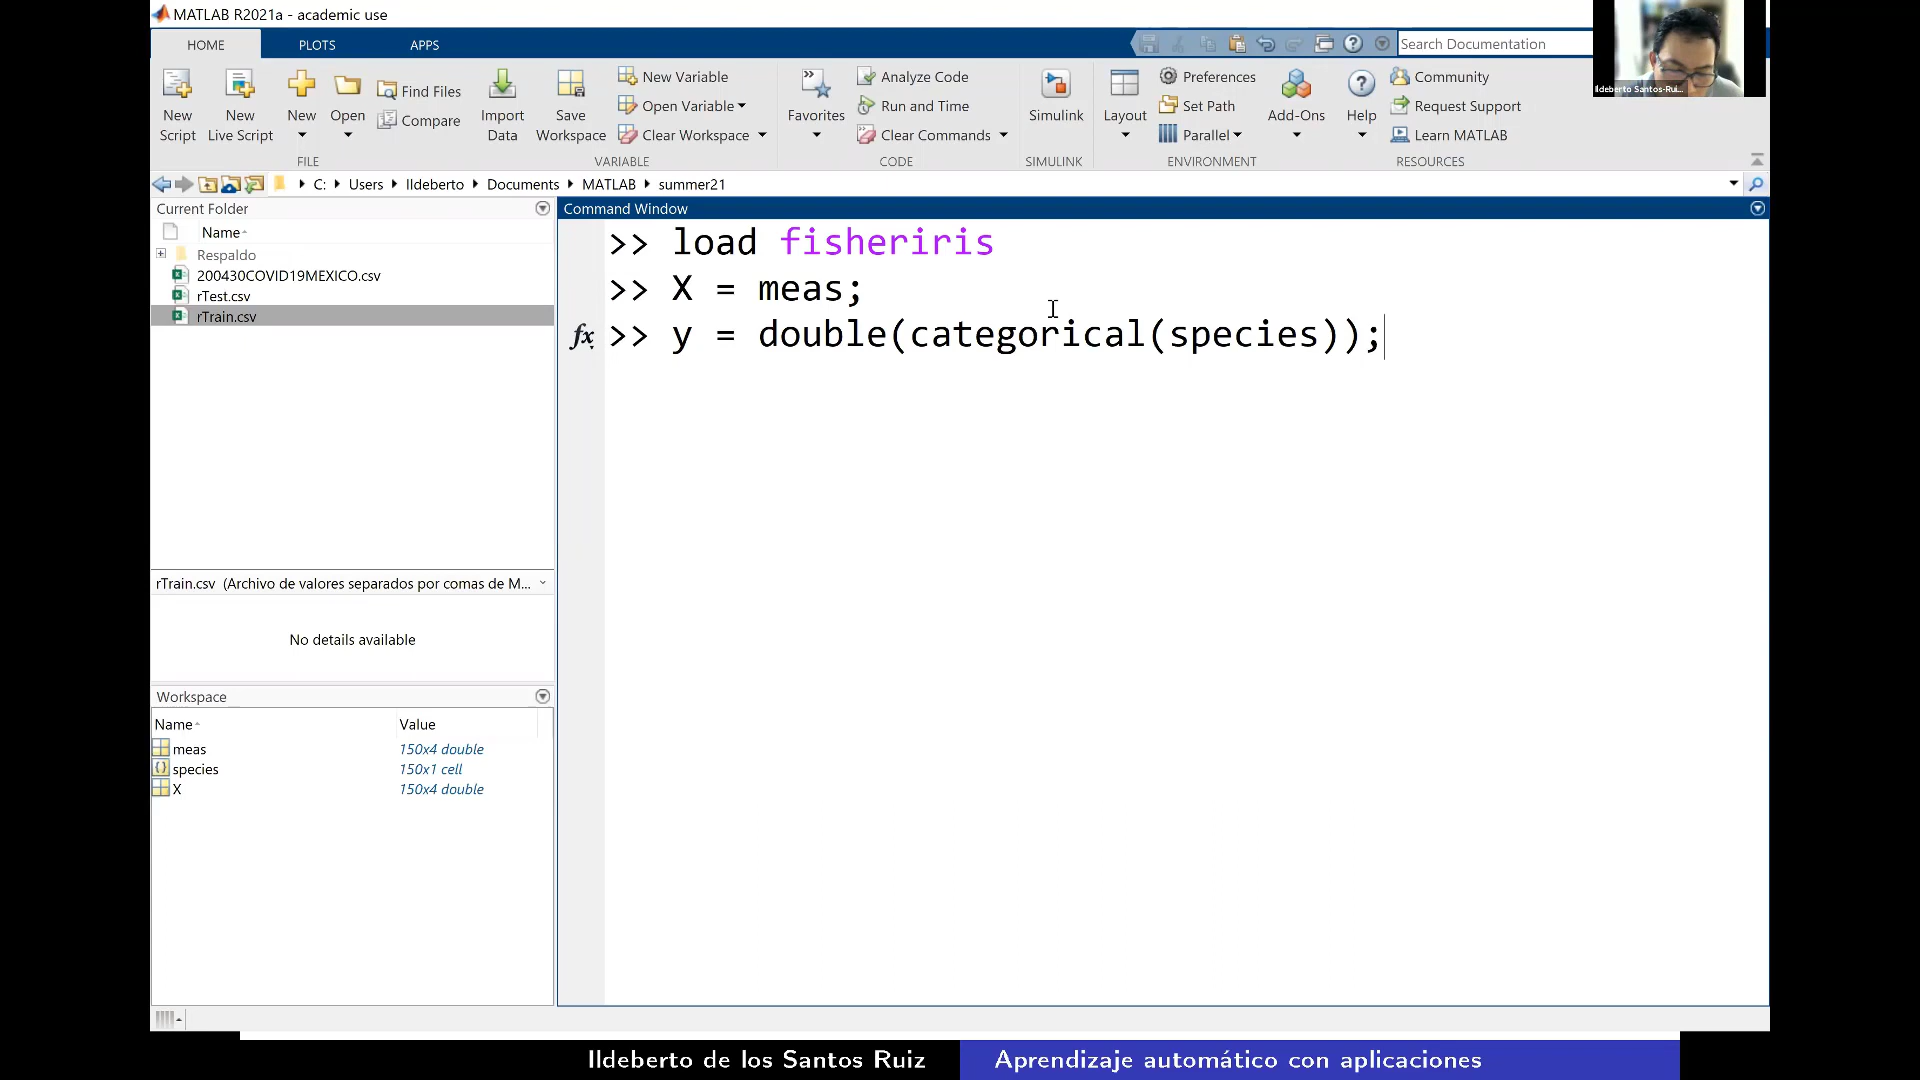 MATLAB R2021a - academic use
HOME PLOTS APPS
Search Documentation
New Script
New Live Script
New
Open
Find Files
Compare
Import Data
Save Workspace
New Variable
Open Variable
Clear Workspace
Favorites
Analyze Code
Run and Time
Clear Commands
Simulink
Layout
Preferences
Set Path
Parallel
Add-Ons
Help
Community
Request Support
Learn MATLAB
FILE VARIABLE CODE SIMULINK ENVIRONMENT RESOURCES
Ildeberto Santos-Rui...
C: Users Ildeberto Documents MATLAB summer21
Current Folder
Name
Respaldo
200430COVID19MEXICO.csv
rTest.csv
rTrain.csv
rTrain.csv (Archivo de valores separados por comas de M...
No details available
Workspace
Name Value
meas 150x4 double
species 150x1 cell
X 150x4 double
Command Window
>> load fisheriris
>> X = meas;
fx >> y = double(categorical(species));
Ildeberto de los Santos Ruiz
Aprendizaje automático con aplicaciones